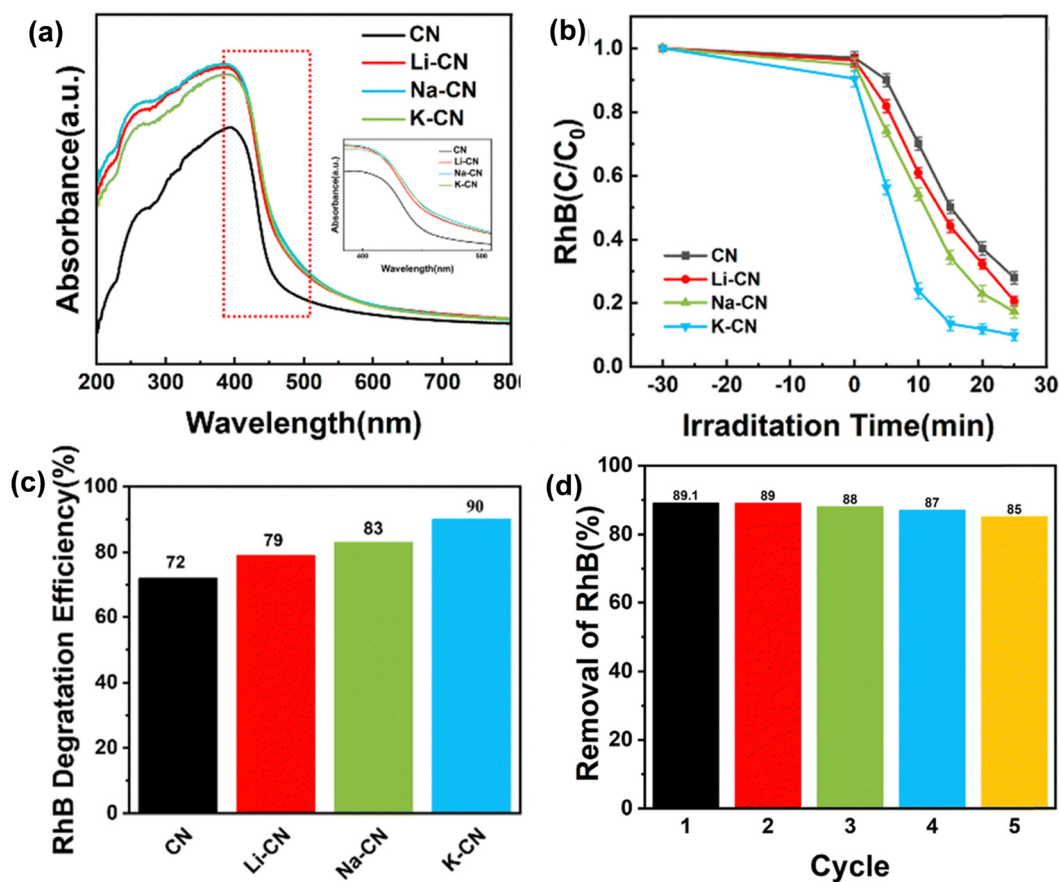 (a)
CN
Li-CN
Na-CN
K-CN
Absorbance(a.u.)
Absorbance(a.u.)
CN
Li-CN
Na-CN
K-CN
400
500
Wavelength(nm)
200 300 400 500 600 700 800
Wavelength(nm)
(b)
RhB(C/C0)
1.0
0.8
0.6
0.4
0.2
0.0
CN
Li-CN
Na-CN
K-CN
-30 -20 -10 0 10 20 30
Irraditation Time(min)
(c)
RhB Degratation Efficiency(%)
100
80
60
40
20
0
72
79
83
90
CN
Li-CN
Na-CN
K-CN
(d)
Removal of RhB(%)
100
80
60
40
20
0
89.1
89
88
87
85
1 2 3 4 5
Cycle